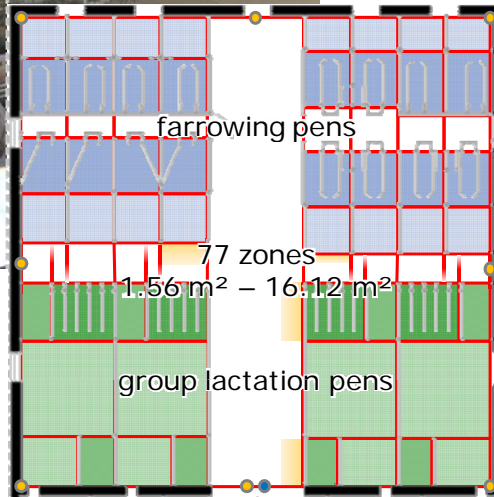 farrowing pens
77 zones
1.56 m² – 16.12 m²
group lactation pens